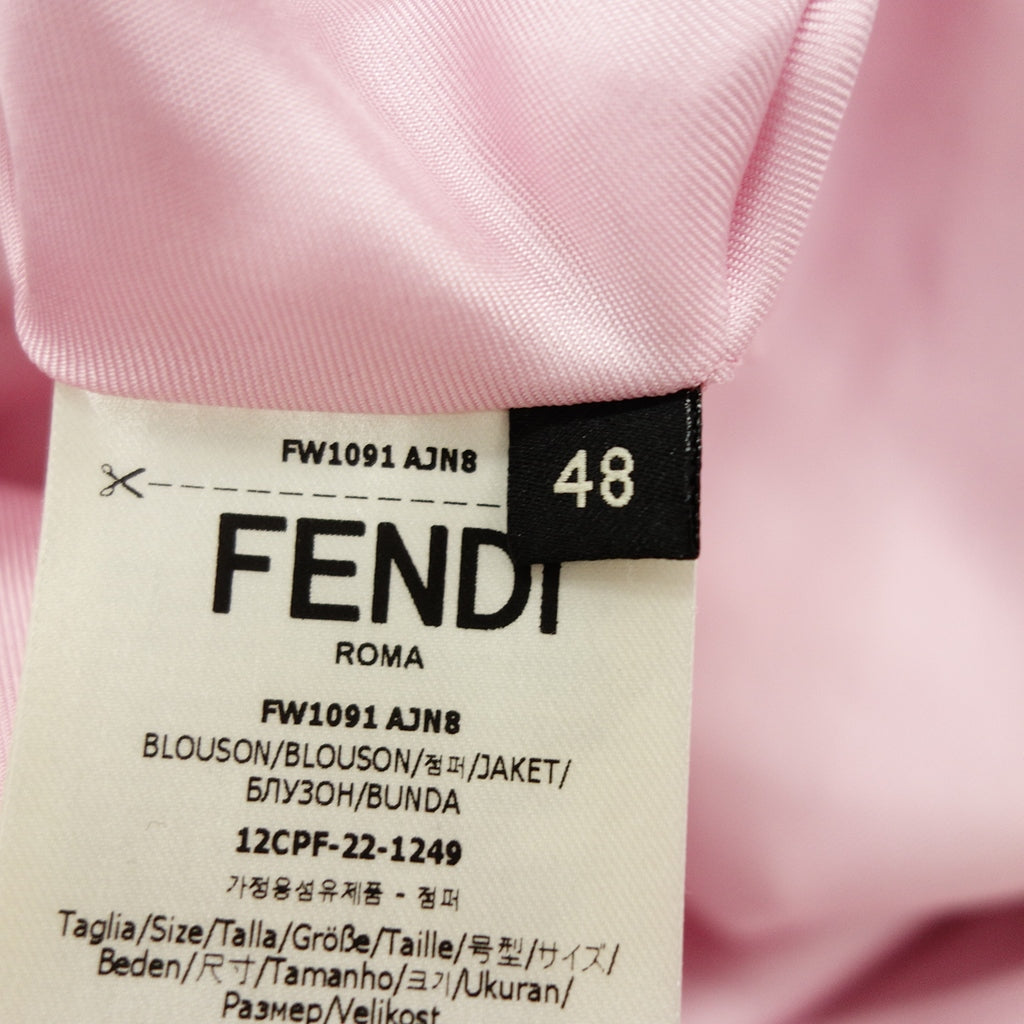 FW1091 AJN8
48
FENDI
ROMA
FW1091 AJN8
BLOUSON/BLOUSON/점퍼/JAKET/
БЛУЗОН/BUNDA
12CPF-22-1249
가정용섬유제품 - 점퍼
Taglia/Size/Talla/Größe/Taille/号型/サイズ/
Beden/尺寸/Tamanho/크기/Ukuran/
Размер/Velikost